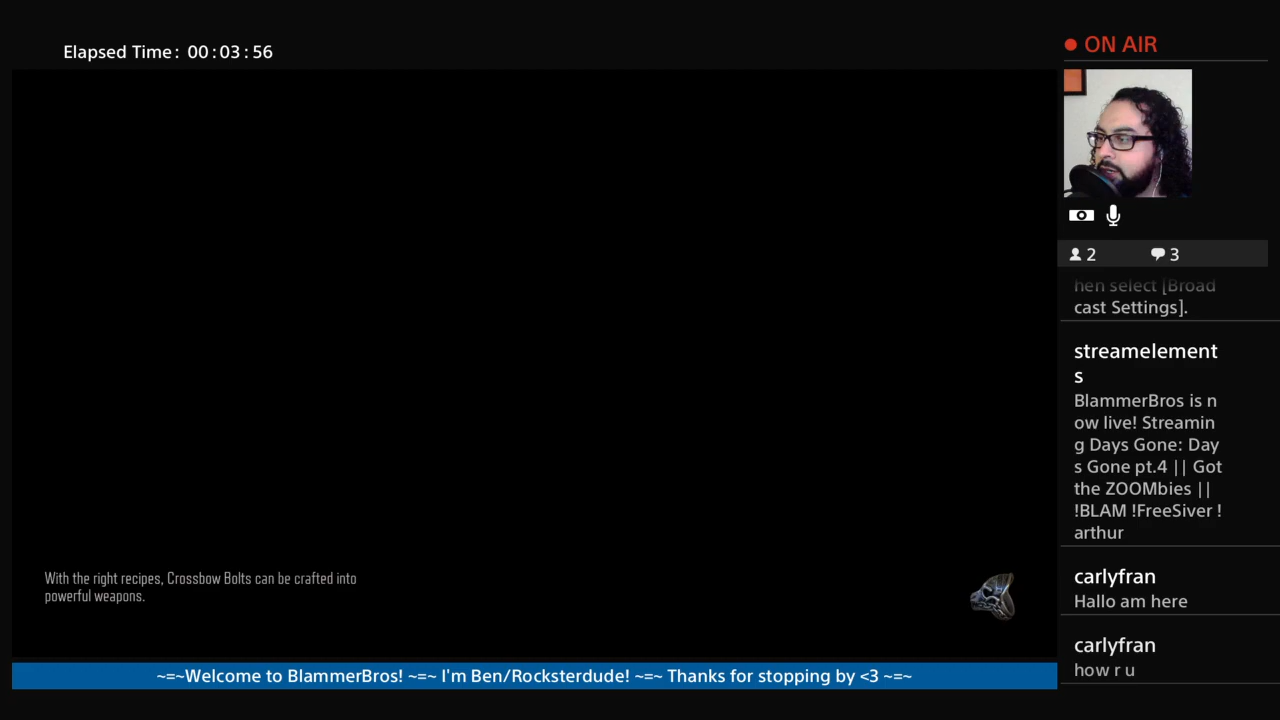 Elapsed Time: 00:03:56
ON AIR
2
3
hen select [Broad
cast Settings].
streamelement
s
BlammerBros is n
ow live! Streamin
g Days Gone: Day
s Gone pt.4 || Got
the ZOOMbies ||
!BLAM !FreeSiver !
arthur
carlyfran
Hallo am here
carlyfran
how r u
With the right recipes, Crossbow Bolts can be crafted into
powerful weapons.
~=~Welcome to BlammerBros! ~=~ I'm Ben/Rocksterdude! ~=~ Thanks for stopping by <3 ~=~